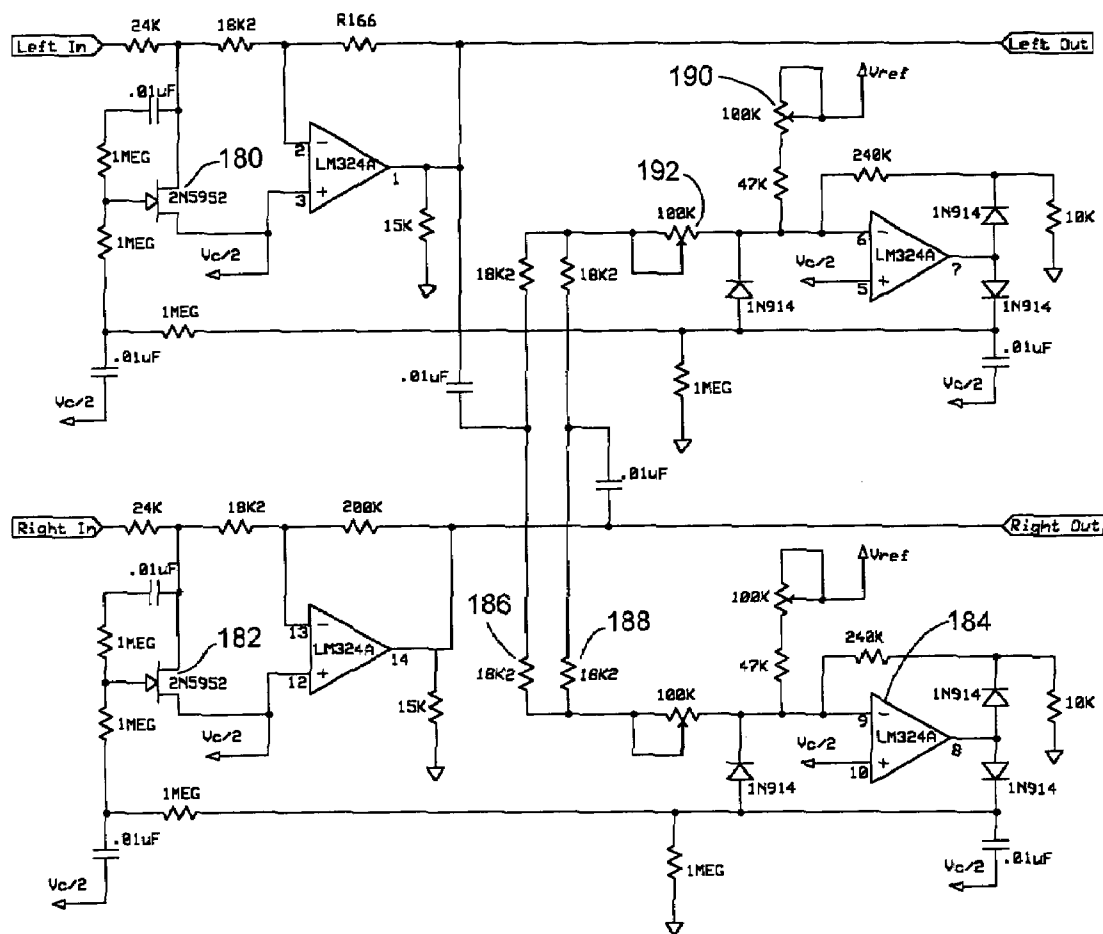 24K 18K2 R166
Left In Left Out
190 Vref
.01uF 100K
1MEG 180 2 LM324A 240K
2N5952 3 1 192 47K
1MEG 15K 100K 1N914 10K
Vc/2 6 LM324A 7
18K2 18K2 Vc/2 5
1MEG 1N914 1N914
.01uF .01uF 1MEG .01uF
Vc/2 Vc/2
.01uF
24K 18K2 200K
Right In Right Out
Vref
.01uF 100K
1MEG 182 13 LM324A 186 188 184
2N5952 12 14 47K 240K
1MEG 18K2 18K2 1N914 10K
15K 100K 9 LM324A 8
Vc/2 Vc/2 10
1MEG 1N914 1N914
.01uF 1MEG .01uF
Vc/2 Vc/2